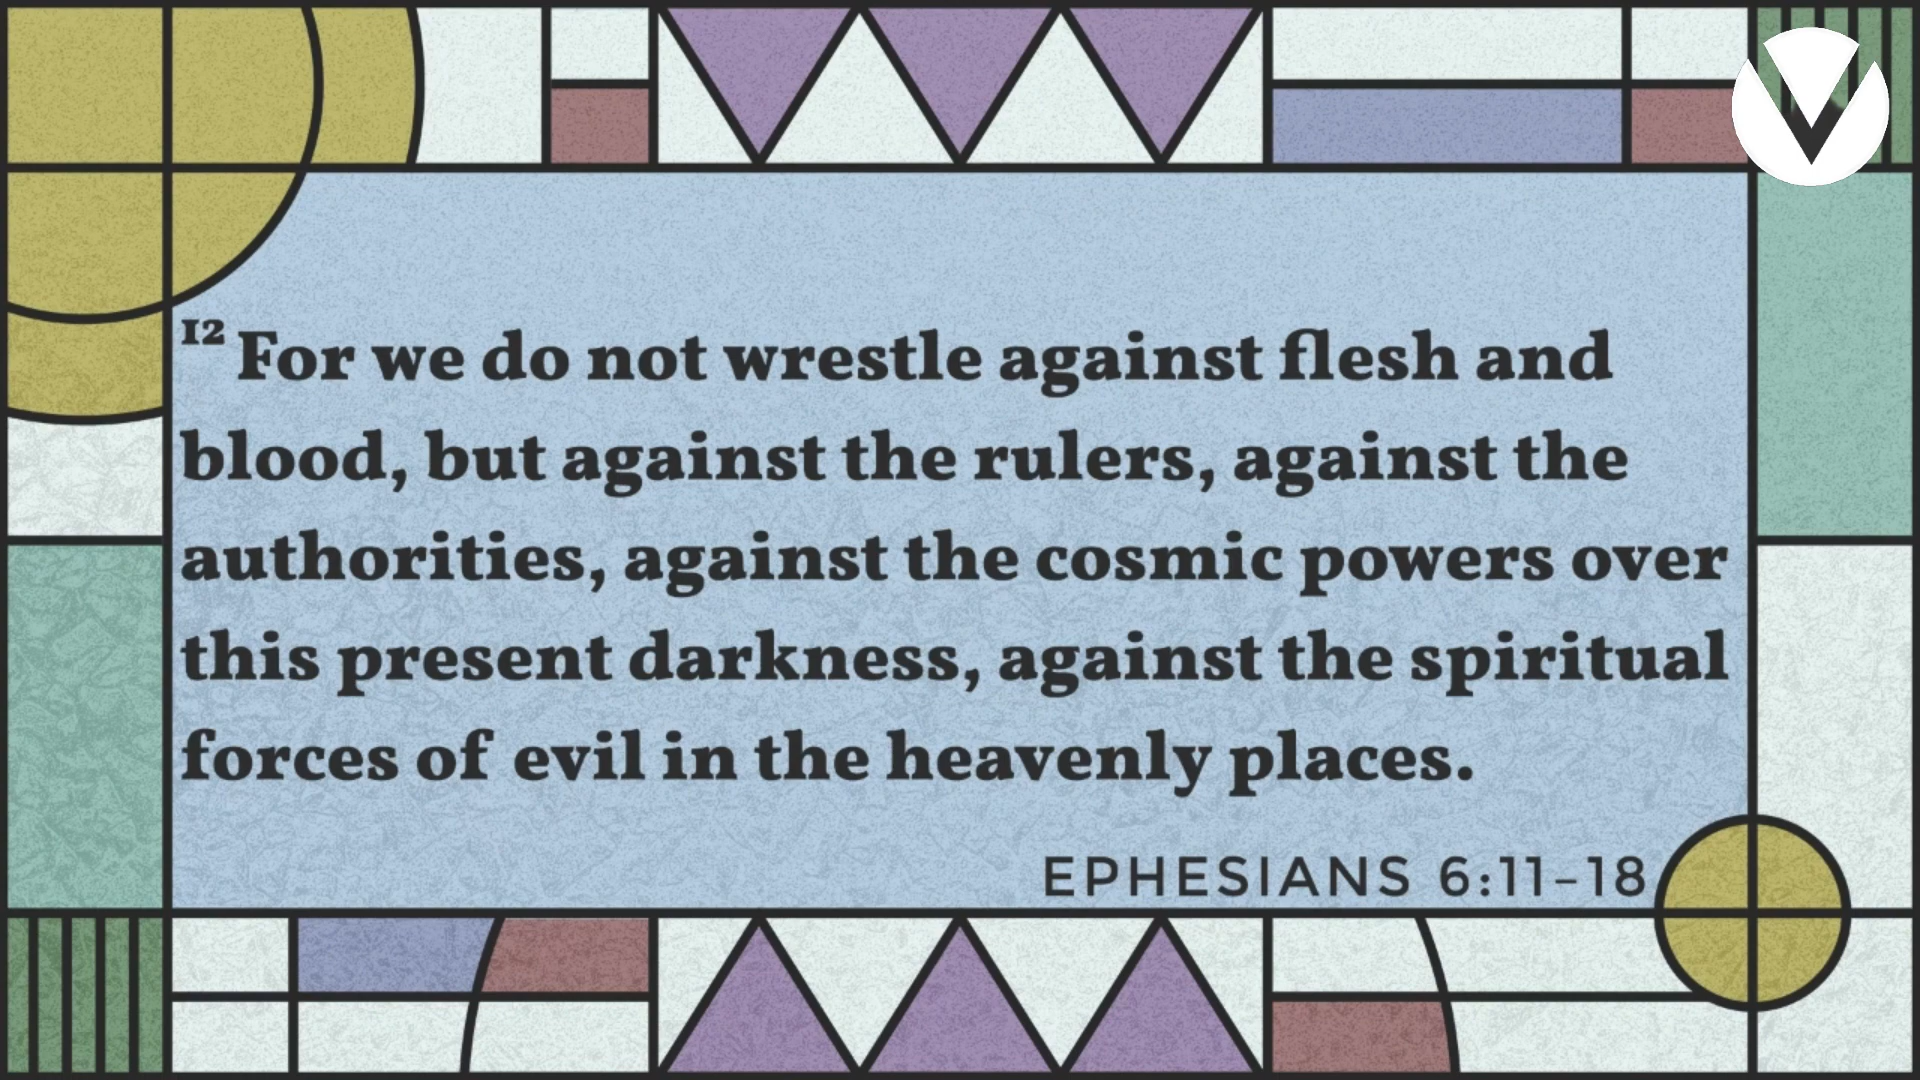 12 For we do not wrestle against flesh and
blood, but against the rulers, against the
authorities, against the cosmic powers over
this present darkness, against the spiritual
forces of evil in the heavenly places.
EPHESIANS 6:11–18